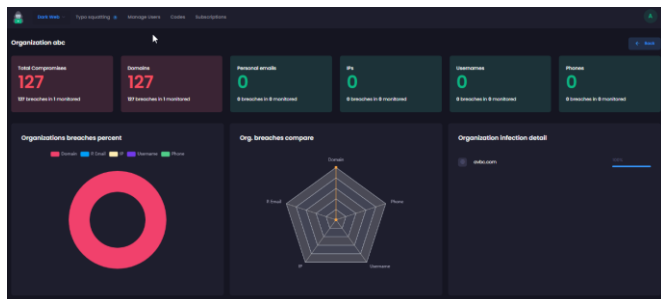 Dark Web Typo squatting Manage Users Codes Subscriptions A
Organization abc
Back
Total Compromises
127
127 breaches in 1 monitored
Domains
127
127 breaches in 1 monitored
Personal emails
0
0 breaches in 0 monitored
IPs
0
0 breaches in 0 monitored
Usernames
0
0 breaches in 0 monitored
Phones
0
0 breaches in 0 monitored
Organizations breaches percent
Domain P. Email IP Username Phone
Org. breaches compare
Domain
P. Email
Phone
IP
Username
Organization infection detail
100%